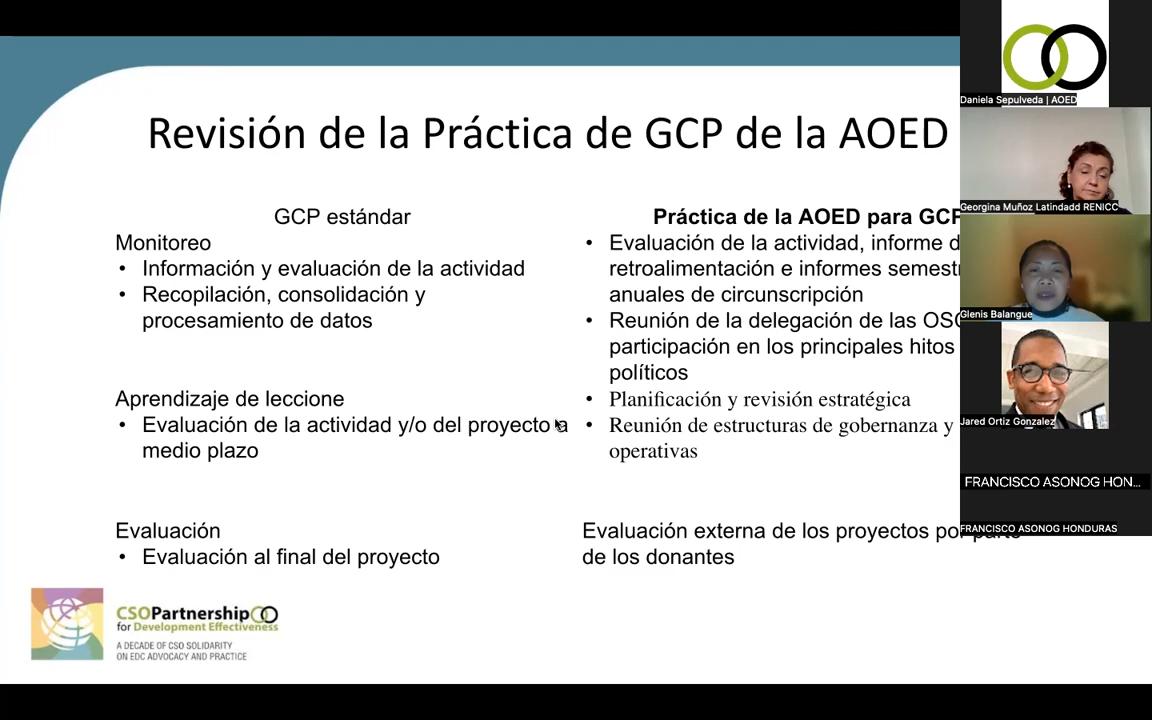 Revisión de la Práctica de GCP de la AOED
GCP estándar
Monitoreo
• Información y evaluación de la actividad
• Recopilación, consolidación y
procesamiento de datos
Aprendizaje de leccione
• Evaluación de la actividad y/o del proyecto a
medio plazo
Evaluación
• Evaluación al final del proyecto
Práctica de la AOED para GCP
• Evaluación de la actividad, informe d
retroalimentación e informes semest
anuales de circunscripción
• Reunión de la delegación de las OSC
participación en los principales hitos
políticos
• Planificación y revisión estratégica
• Reunión de estructuras de gobernanza y
operativas
Evaluación externa de los proyectos por parte
de los donantes
CSOPartnership
for Development Effectiveness
A DECADE OF CSO SOLIDARITY
ON EDC ADVOCACY AND PRACTICE
Daniela Sepulveda | AOED
Georgina Muñoz Latindadd RENICC
Glenis Balangue
Jared Ortiz Gonzalez
FRANCISCO ASONOG HON...
FRANCISCO ASONOG HONDURAS